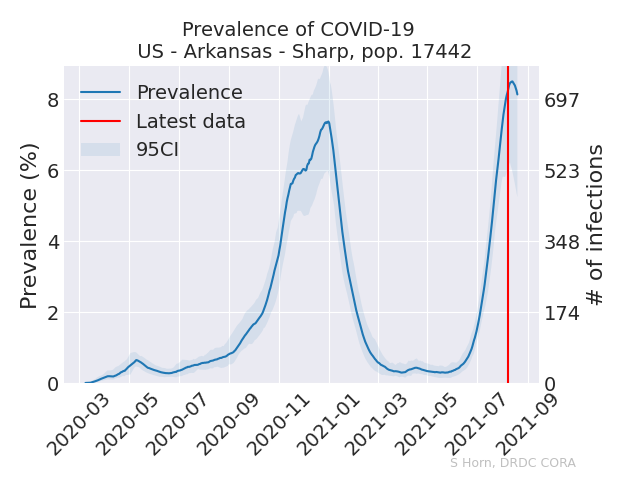 Prevalence of COVID-19
US - Arkansas - Sharp, pop. 17442
Prevalence
Latest data
95CI
Prevalence (%)
8
6
4
2
0
# of infections
697
523
348
174
0
2020-03
2020-05
2020-07
2020-09
2020-11
2021-01
2021-03
2021-05
2021-07
2021-09
S Horn, DRDC CORA